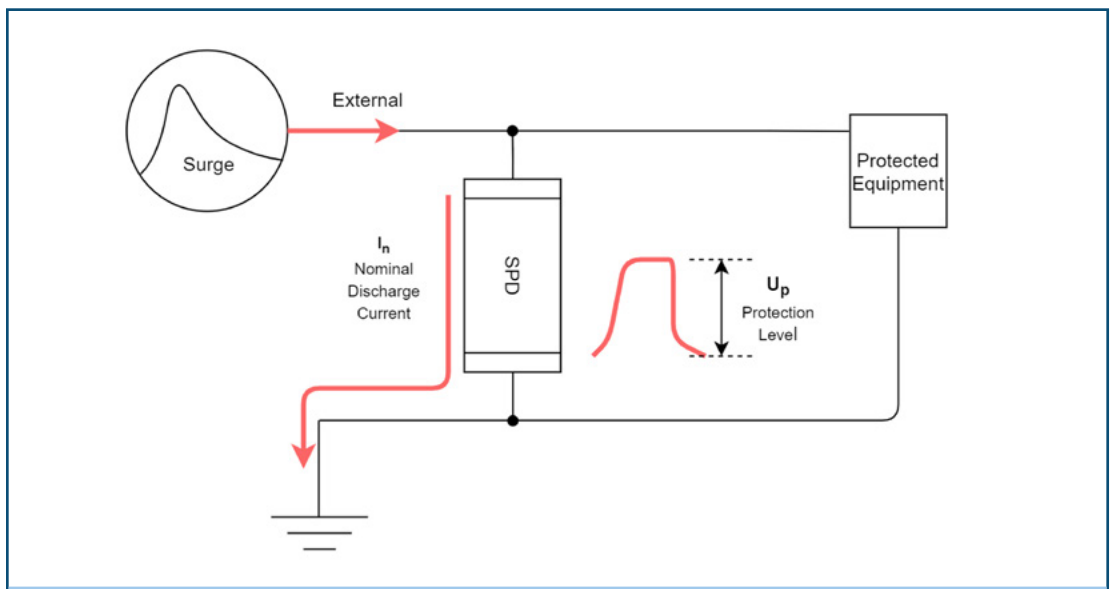 External
Surge
Protected
Equipment
Iₙ
Nominal
Discharge
Current
SPD
Uₚ
Protection
Level